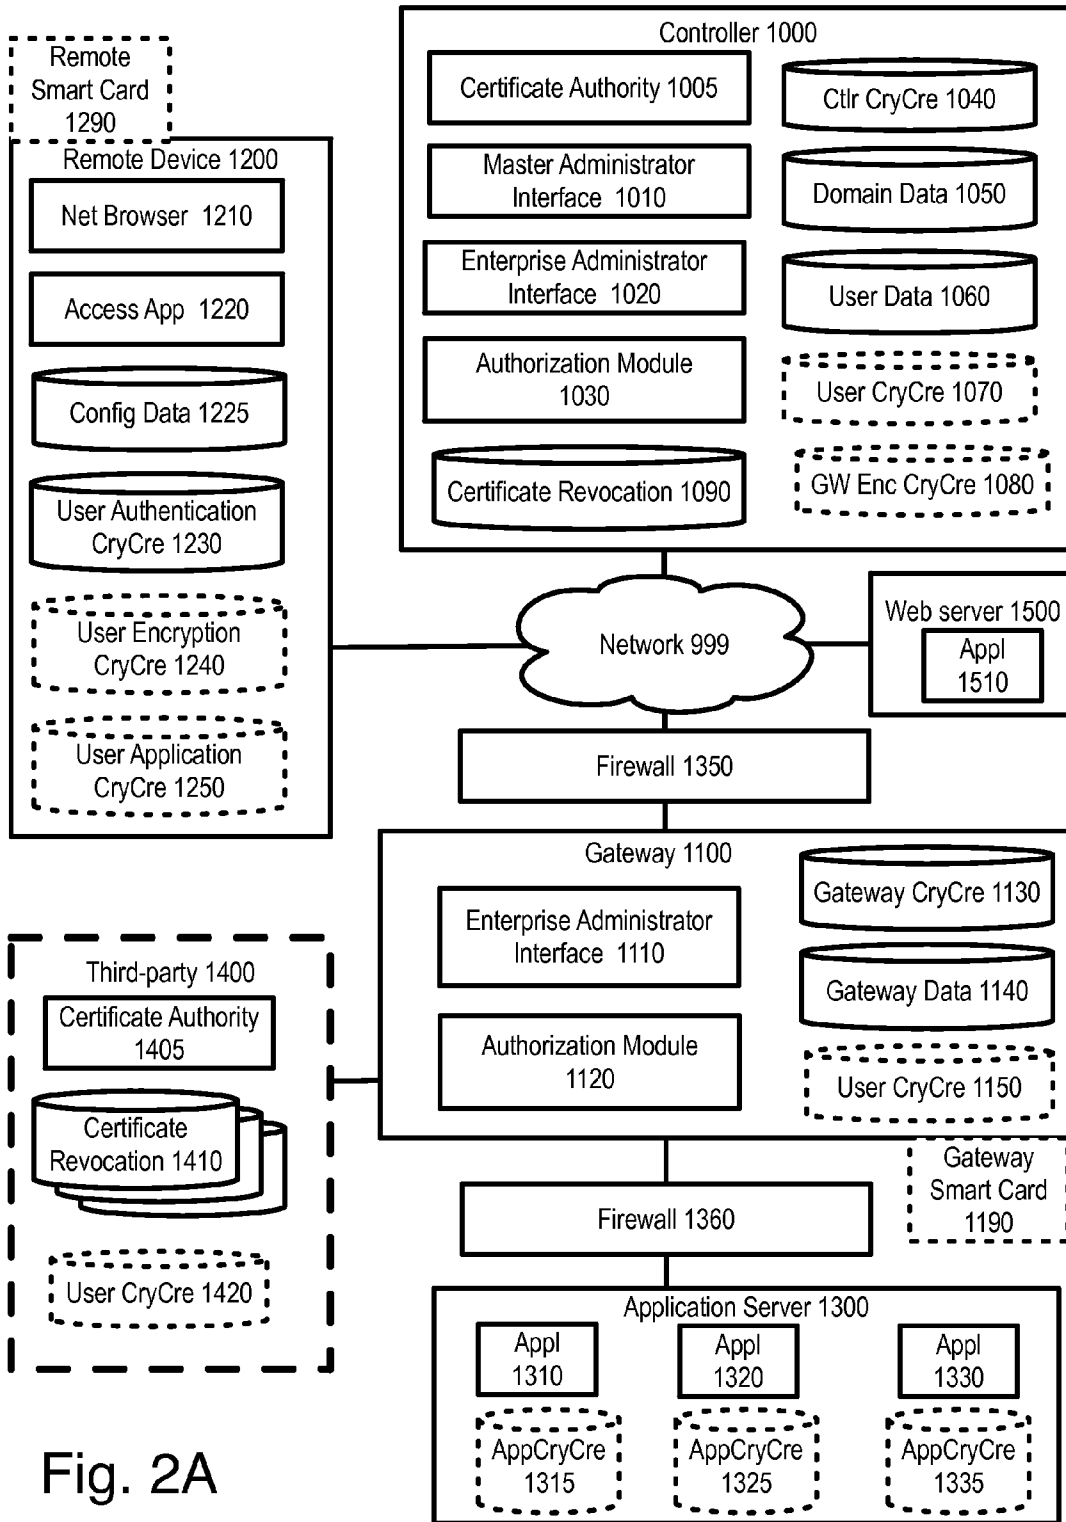 Remote
Smart Card
1290
Remote Device 1200
Net Browser 1210
Access App 1220
Config Data 1225
User Authentication
CryCre 1230
User Encryption
CryCre 1240
User Application
CryCre 1250
Controller 1000
Certificate Authority 1005
Master Administrator
Interface 1010
Enterprise Administrator
Interface 1020
Authorization Module
1030
Certificate Revocation 1090
Ctlr CryCre 1040
Domain Data 1050
User Data 1060
User CryCre 1070
GW Enc CryCre 1080
Network 999
Web server 1500
Appl
1510
Firewall 1350
Gateway 1100
Enterprise Administrator
Interface 1110
Authorization Module
1120
Gateway CryCre 1130
Gateway Data 1140
User CryCre 1150
Gateway
Smart Card
1190
Third-party 1400
Certificate Authority
1405
Certificate
Revocation 1410
User CryCre 1420
Firewall 1360
Application Server 1300
Appl
1310
Appl
1320
Appl
1330
AppCryCre
1315
AppCryCre
1325
AppCryCre
1335
Fig. 2A